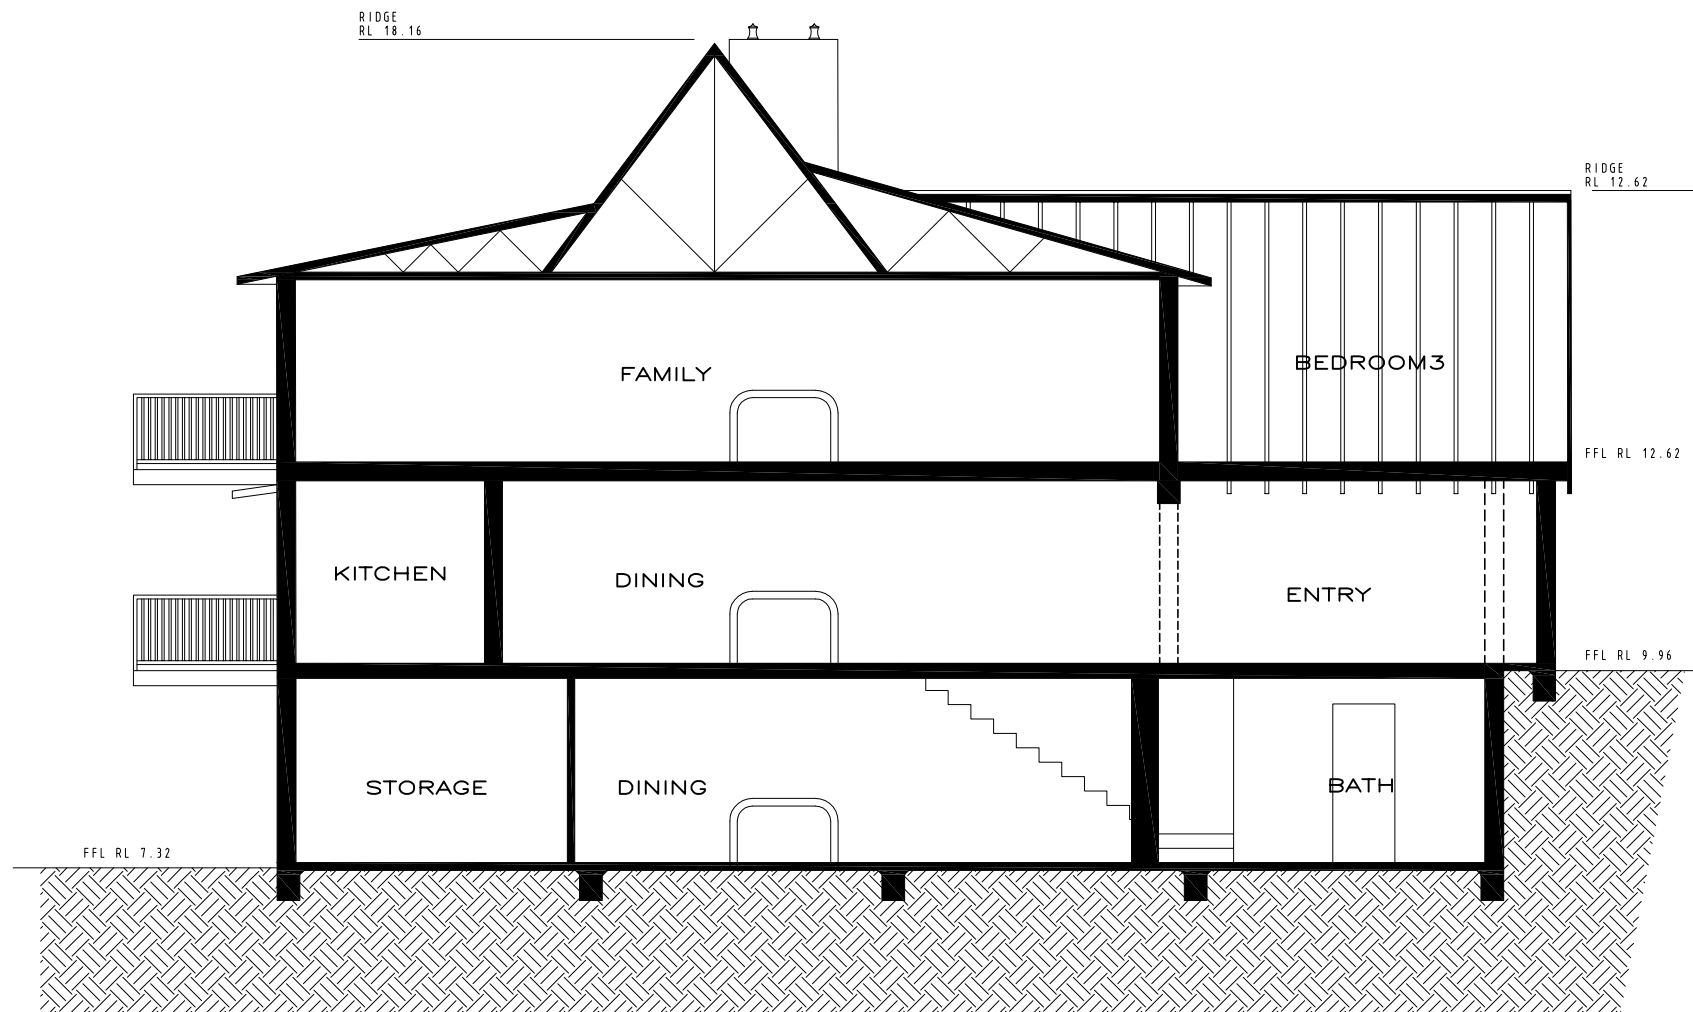 RIDGE
RL 18.16
RIDGE
RL 12.62
BEDROOM3
FAMILY
FFL RL 12.62
KITCHEN
DINING
ENTRY
FFL RL 9.96
STORAGE
DINING
BATH
FFL RL 7.32